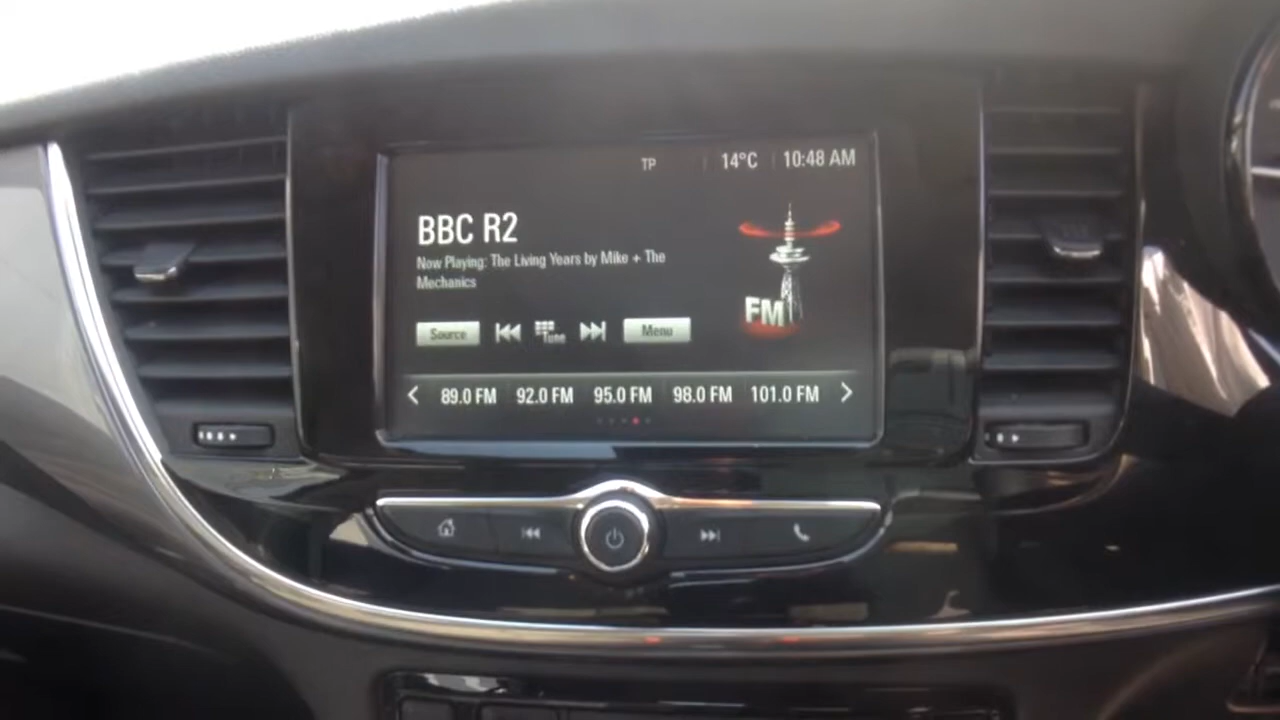 TP 14°C 10:48 AM
BBC R2
Now Playing: The Living Years by Mike + The
Mechanics
FM
Source Tune Menu
89.0 FM 92.0 FM 95.0 FM 98.0 FM 101.0 FM